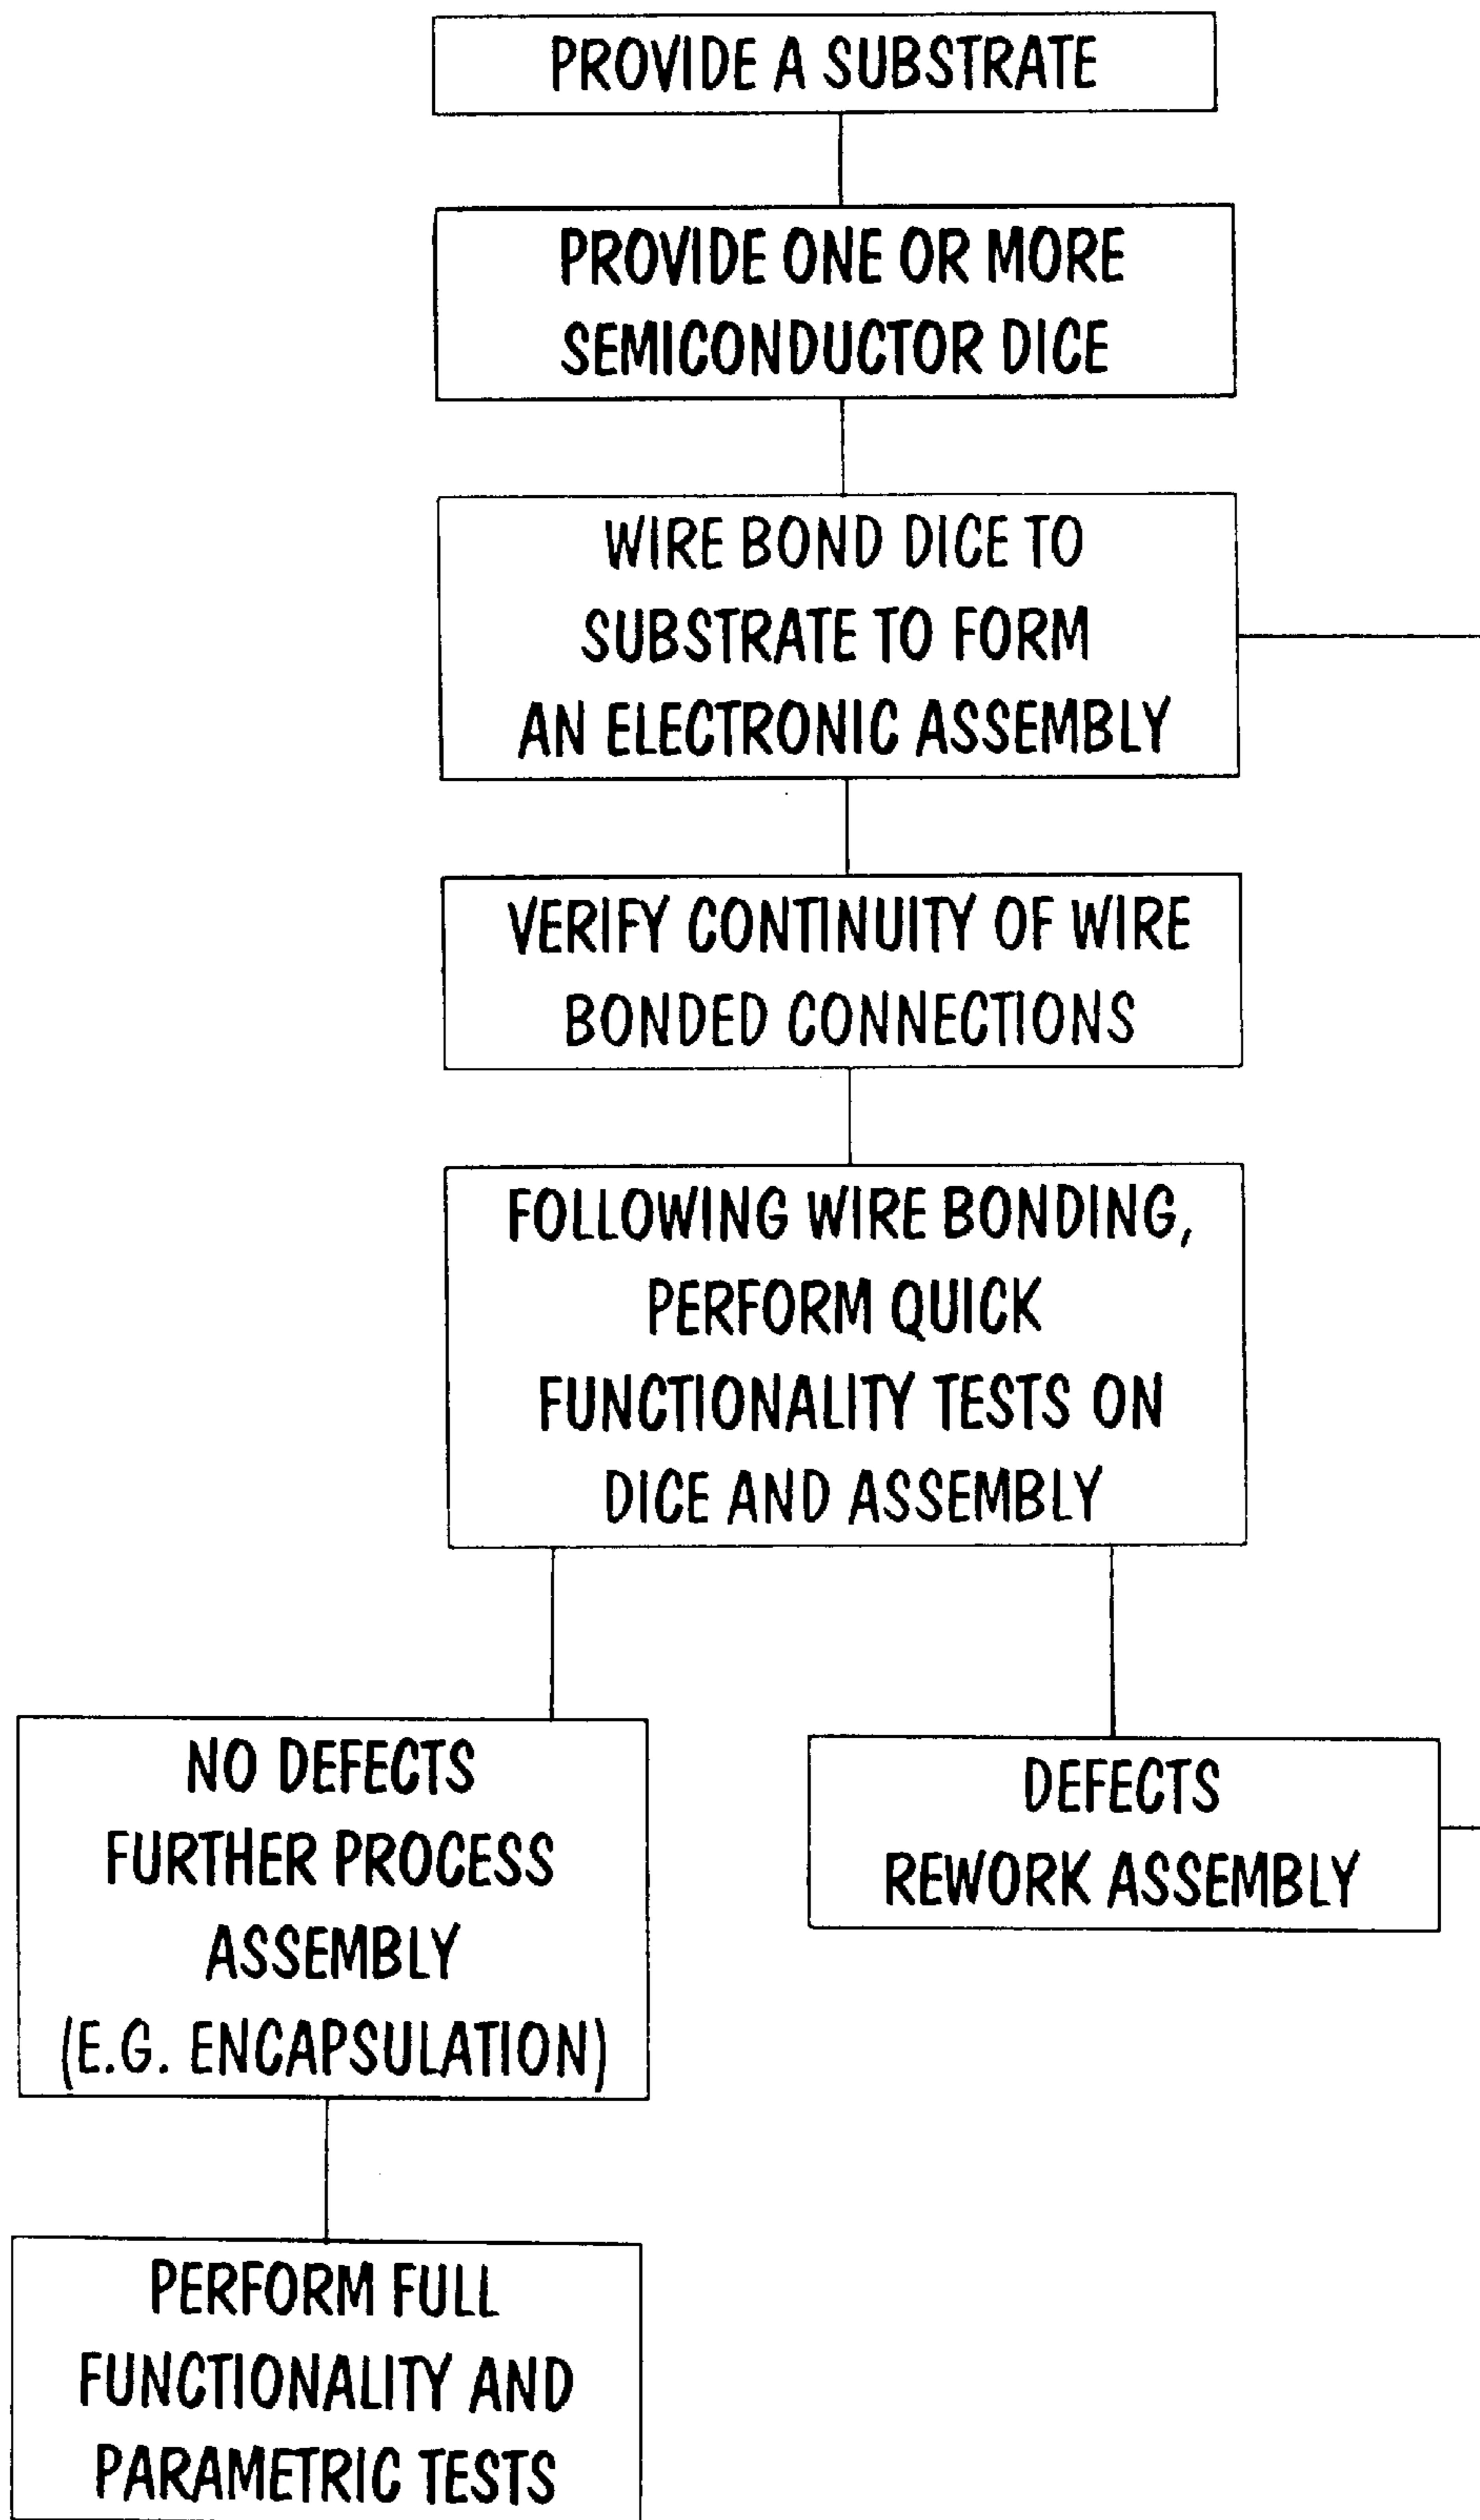 PROVIDE A SUBSTRATE
PROVIDE ONE OR MORE
SEMICONDUCTOR DICE
WIRE BOND DICE TO
SUBSTRATE TO FORM
AN ELECTRONIC ASSEMBLY
VERIFY CONTINUITY OF WIRE
BONDED CONNECTIONS
FOLLOWING WIRE BONDING,
PERFORM QUICK
FUNCTIONALITY TESTS ON
DICE AND ASSEMBLY
NO DEFECTS
FURTHER PROCESS
ASSEMBLY
(E.G. ENCAPSULATION)
DEFECTS
REWORK ASSEMBLY
PERFORM FULL
FUNCTIONALITY AND
PARAMETRIC TESTS